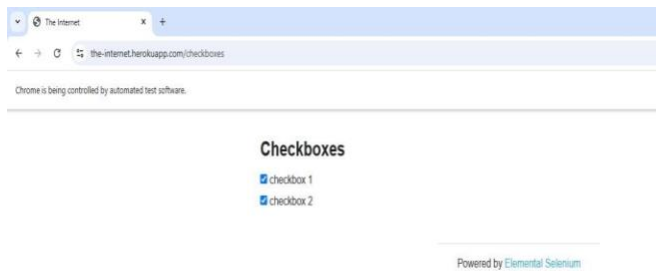 The Internet
the-internet.herokuapp.com/checkboxes
Chrome is being controlled by automated test software.
Checkboxes
checkbox 1
checkbox 2
Powered by Elemental Selenium